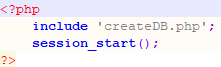 <?php
include 'createDB.php';
session_start();
?>